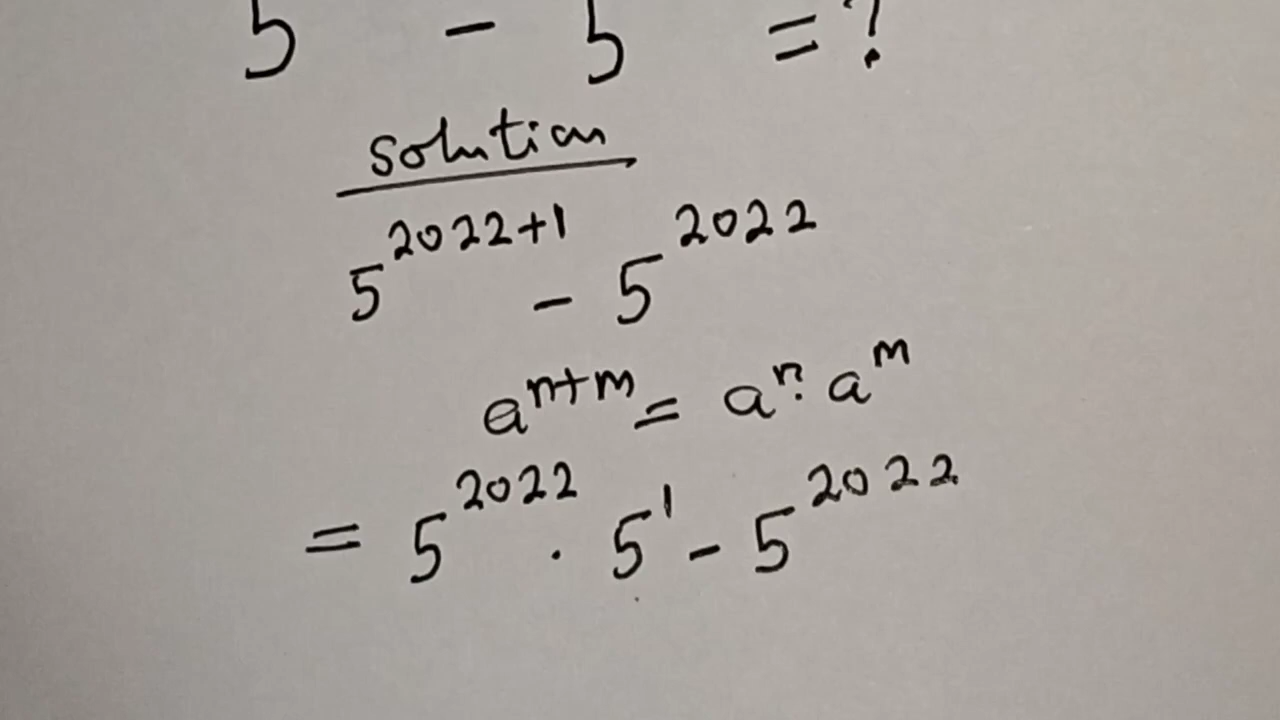 5 - 5 = ?
solution
5^2022+1 - 5^2022
a^n+m = a^n . a^m
= 5^2022 . 5^1 - 5^2022